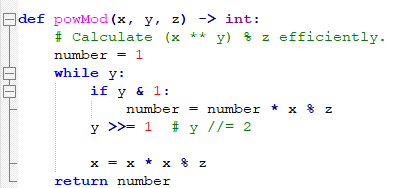 def powMod(x, y, z) -> int:
    # Calculate (x ** y) % z efficiently.
    number = 1
    while y:
        if y & 1:
            number = number * x % z
        y >>= 1  # y //= 2

        x = x * x % z
    return number